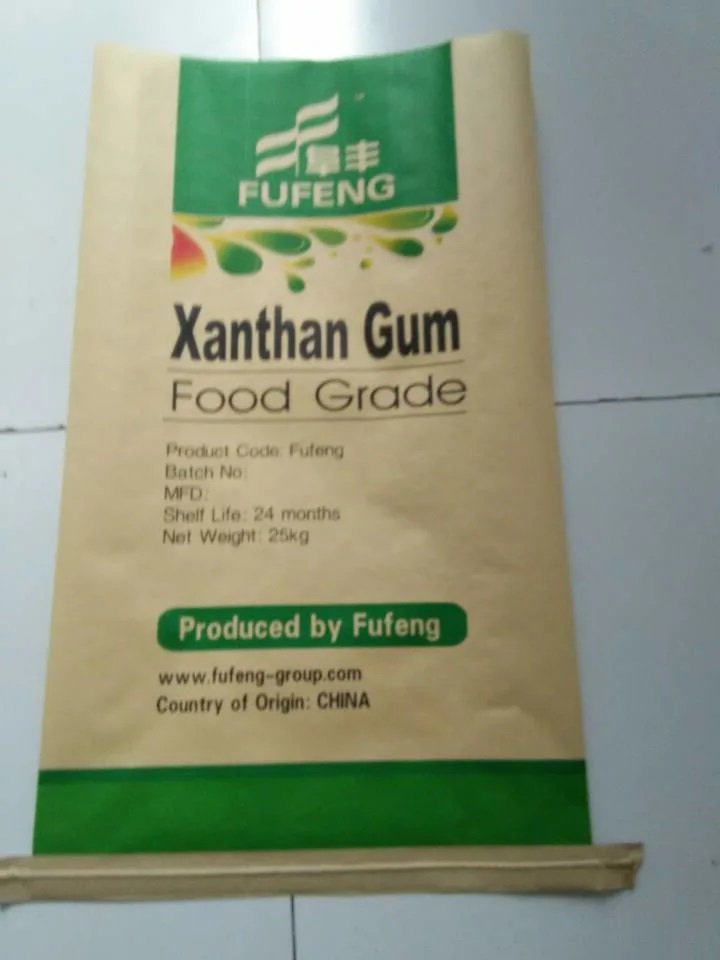 阜丰
FUFENG
Xanthan Gum
Food Grade
Product Code: Fufeng
Batch No:
MFD:
Shelf Life: 24 months
Net Weight: 25kg
Produced by Fufeng
www.fufeng-group.com
Country of Origin: CHINA